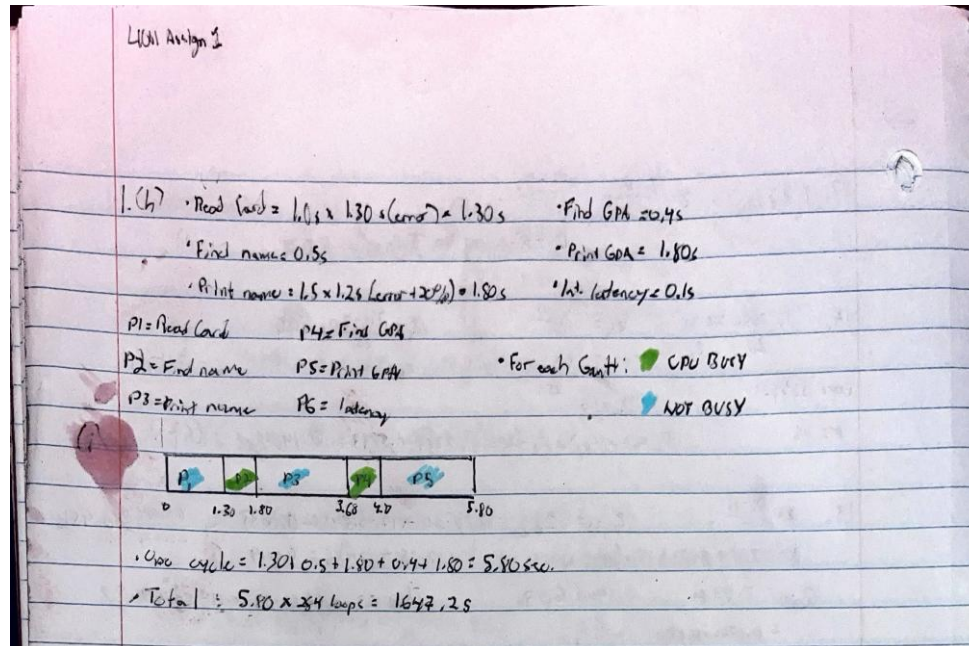 Assign 1
1. (b) • Read Card = 1.0s x 1.30s (error) = 1.30s • Find GPA = 0.4s
• Find name = 0.5s • Print GPA = 1.80s
• Print name = 1.5 x 1.2s (error +20%) = 1.80s • Int. latency = 0.1s
P1 = Read Card P4 = Find GPA
P2 = Find name P5 = Print GPA • For each Gantt: CPU BUSY
P3 = Print name P6 = latency NOT BUSY
P1 P2 P3 P4 P5
0 1.30 1.80 3.60 4.0 5.80
• One cycle = 1.30 + 0.5 + 1.80 + 0.4 + 1.80 = 5.80 sec.
• Total : 5.80 x 284 loops = 1647.2s